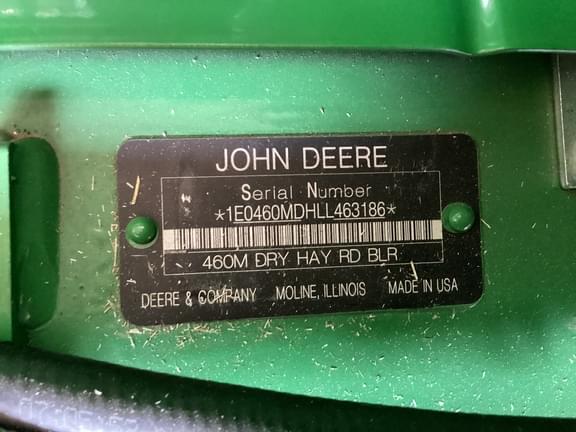 JOHN DEERE
Serial Number
*1E0460MDHLL463186*
460M DRY HAY RD BLR
DEERE & COMPANY MOLINE, ILLINOIS MADE IN USA